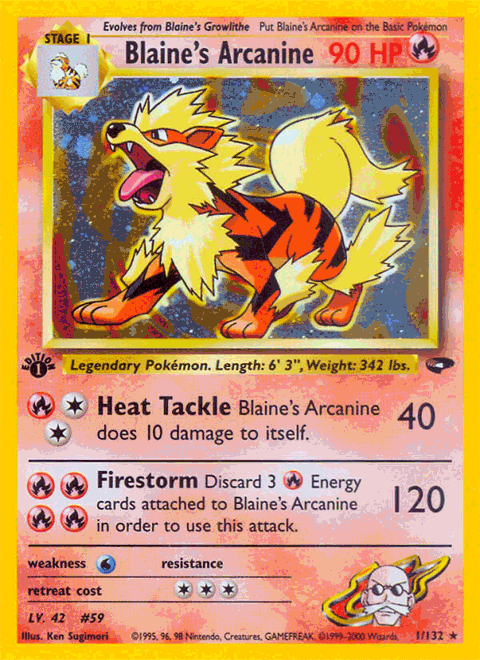 Evolves from Blaine's Growlithe Put Blaine's Arcanine on the Basic Pokémon
STAGE 1
Blaine's Arcanine 90 HP
EDITION
1
Legendary Pokémon. Length: 6' 3", Weight: 342 lbs.
Heat Tackle Blaine's Arcanine 40
does 10 damage to itself.
Firestorm Discard 3 Energy
cards attached to Blaine's Arcanine 120
in order to use this attack.
weakness resistance
retreat cost
LV. 42 #59
Illus. Ken Sugimori ©1995, 96, 98 Nintendo, Creatures, GAMEFREAK. ©1999-2000 Wizards. 1/132 ★